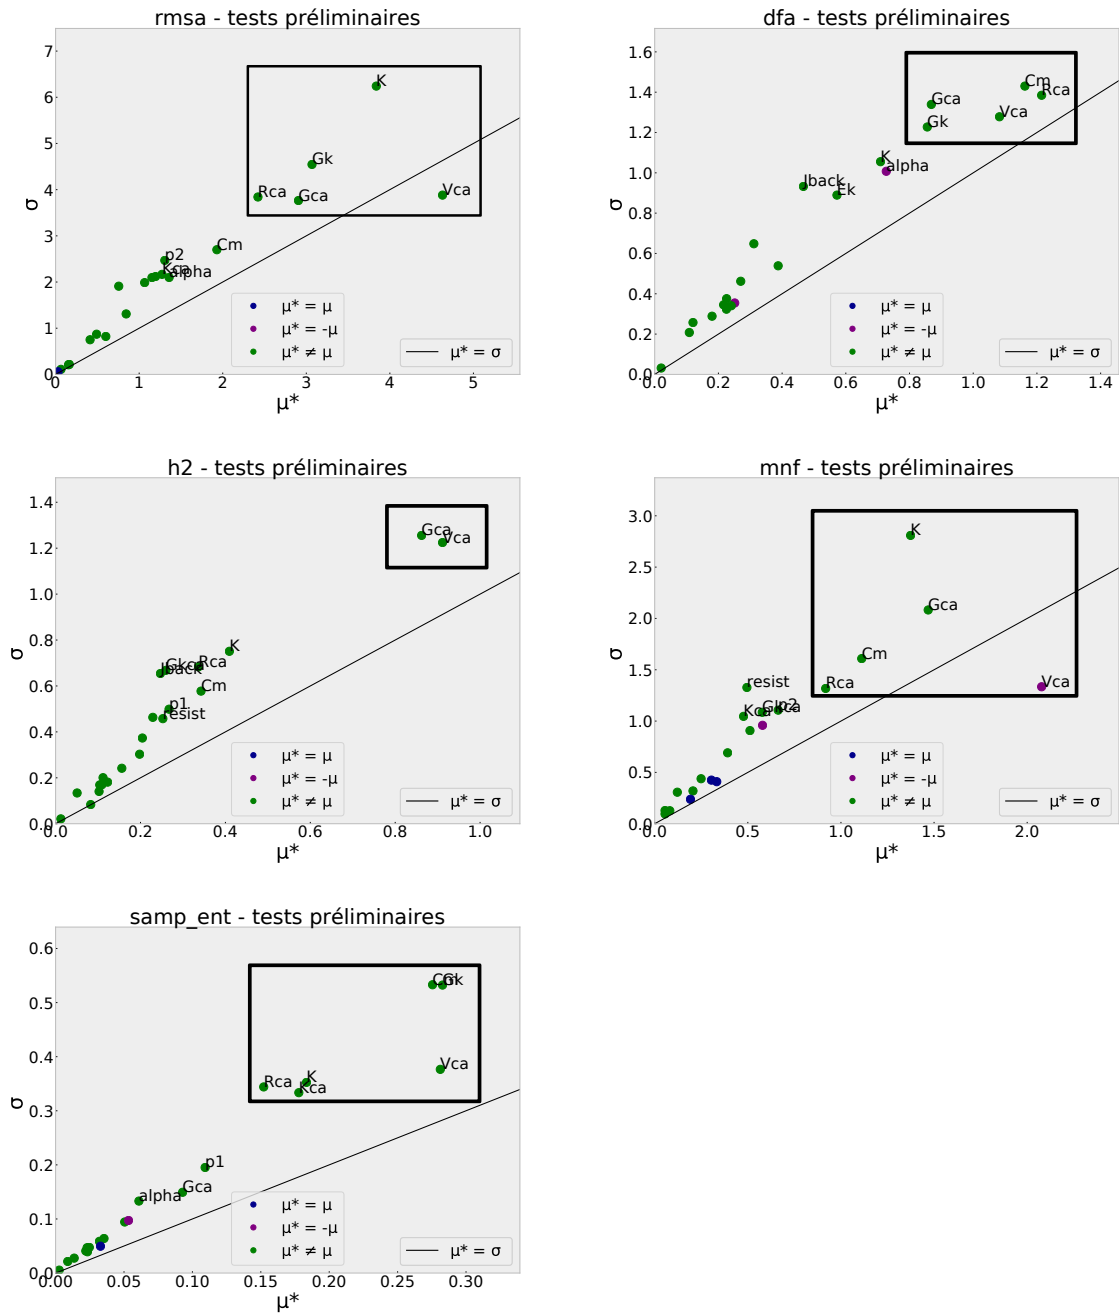 rmsa - tests préliminaires
7
6
5
4
3
2
1
0
σ
K
Gk
Rca
Gca
Vca
Cm
p2
Kca
alpha
μ* = μ
μ* = -μ
μ* ≠ μ
μ* = σ
0
1
2
3
4
5
μ*
dfa - tests préliminaires
1.6
1.4
1.2
1.0
0.8
0.6
0.4
0.2
0.0
σ
Cm
Rca
Gca
Vca
Gk
K
alpha
Jback
Ek
μ* = μ
μ* = -μ
μ* ≠ μ
μ* = σ
0.0
0.2
0.4
0.6
0.8
1.0
1.2
1.4
μ*
h2 - tests préliminaires
1.4
1.2
1.0
0.8
0.6
0.4
0.2
0.0
σ
Gca
Vca
K
Gkca
Rca
Jback
Cm
p1
resist
μ* = μ
μ* = -μ
μ* ≠ μ
μ* = σ
0.0
0.2
0.4
0.6
0.8
1.0
μ*
mnf - tests préliminaires
3.0
2.5
2.0
1.5
1.0
0.5
0.0
σ
K
Gca
Cm
Rca
Vca
resist
Kca
Gkca
p2
μ* = μ
μ* = -μ
μ* ≠ μ
μ* = σ
0.0
0.5
1.0
1.5
2.0
μ*
samp_ent - tests préliminaires
0.6
0.5
0.4
0.3
0.2
0.1
0.0
σ
Cm
Gk
Vca
Rca
K
Kca
p1
Gca
alpha
μ* = μ
μ* = -μ
μ* ≠ μ
μ* = σ
0.00
0.05
0.10
0.15
0.20
0.25
0.30
μ*